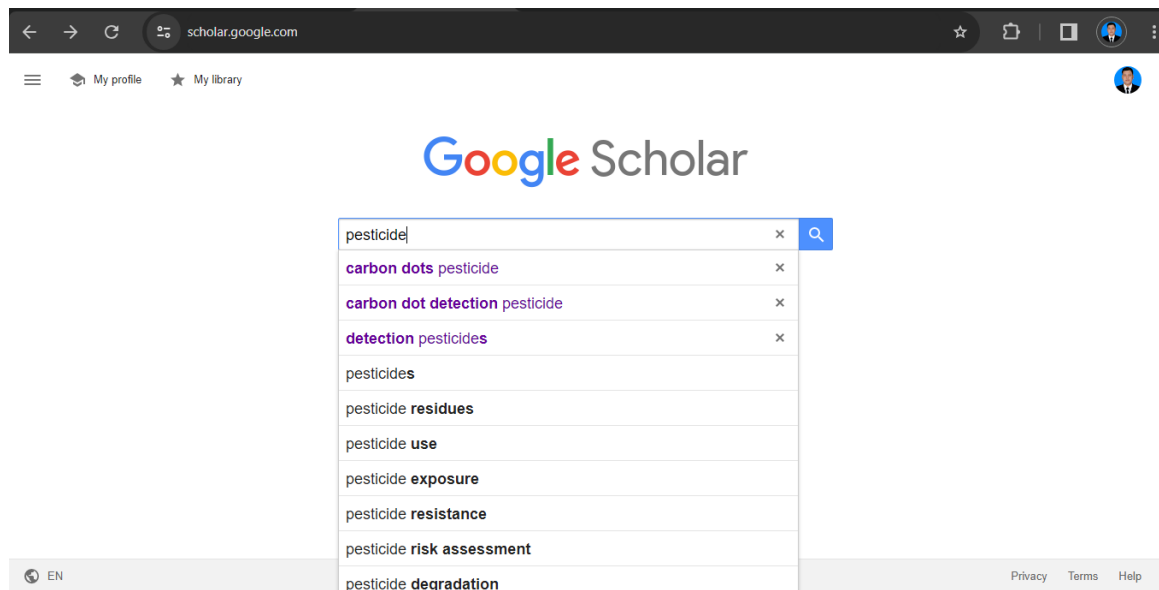 scholar.google.com
My profile My library
Google Scholar
pesticide
carbon dots pesticide
carbon dot detection pesticide
detection pesticides
pesticides
pesticide residues
pesticide use
pesticide exposure
pesticide resistance
pesticide risk assessment
pesticide degradation
EN
Privacy Terms Help